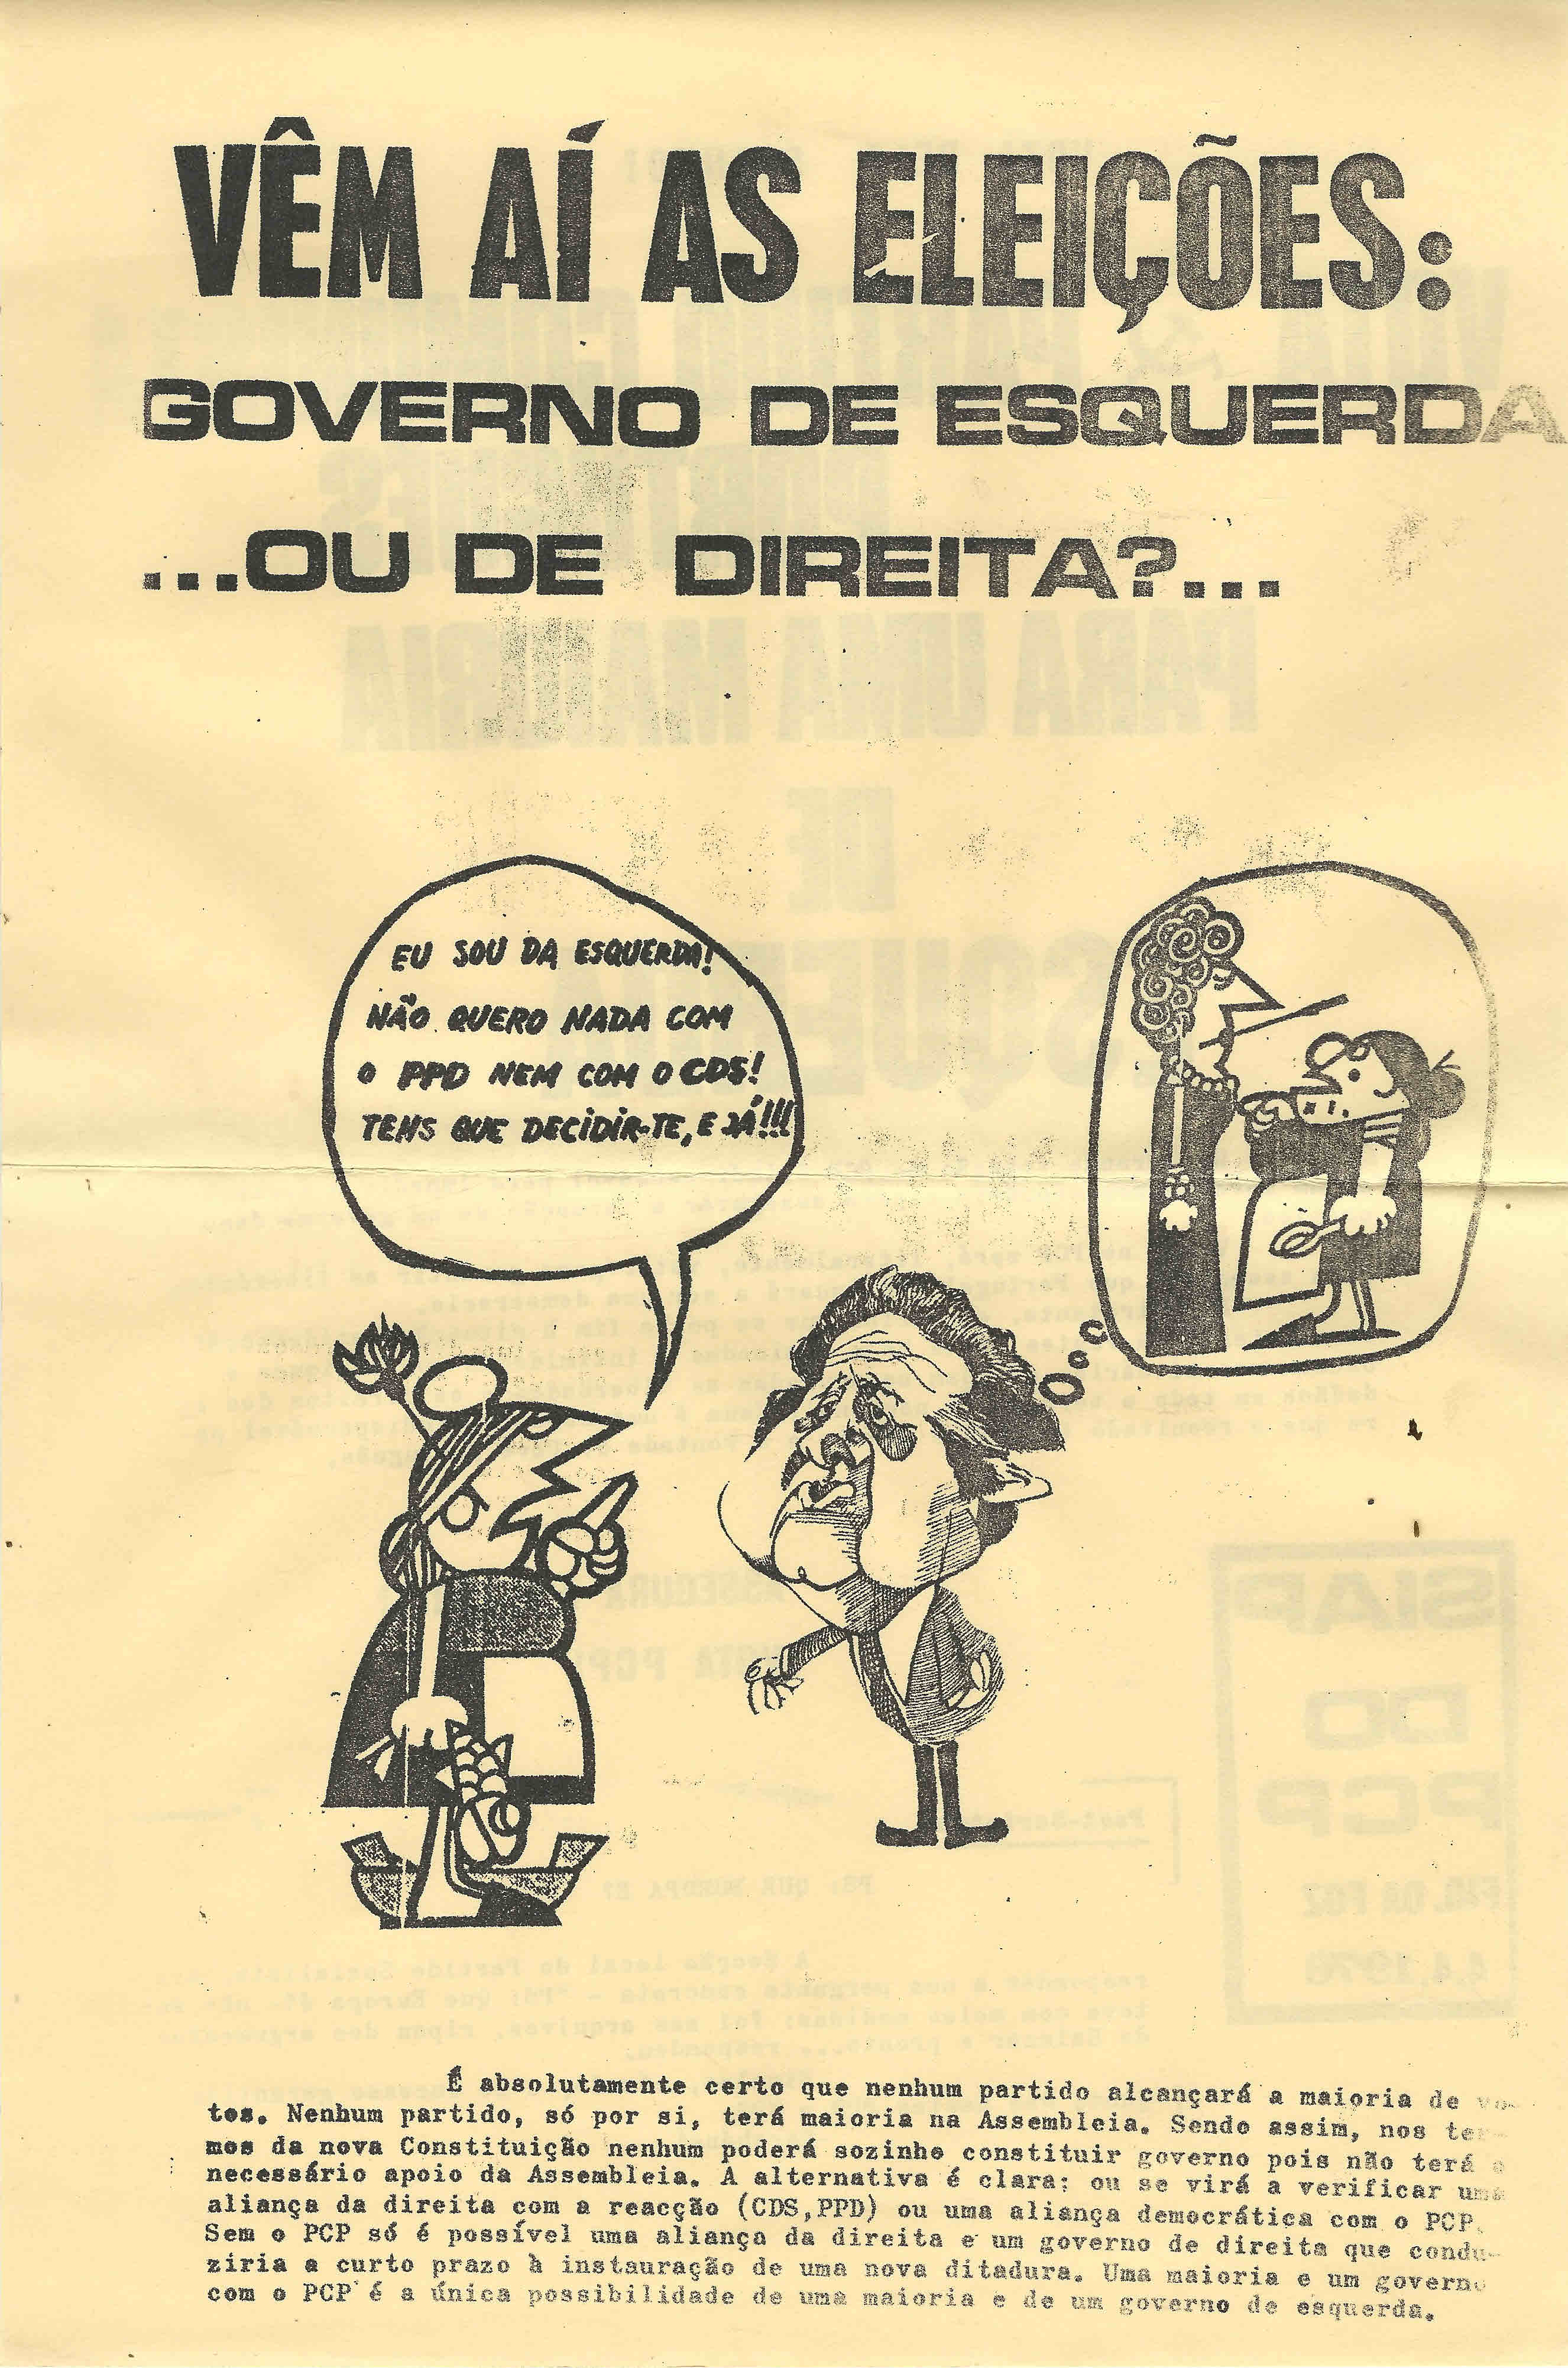 VÊM AÍ AS ELEIÇÕES:
GOVERNO DE ESQUERDA
...OU DE DIREITA?...
EU SOU DA ESQUERDA!
NÃO QUERO NADA COM
O PPD NEM COM O CDS!
TENS QUE DECIDIR-TE, E JÁ!!!
É absolutamente certo que nenhum partido alcançará a maioria de vo-
tos. Nenhum partido, só por si, terá maioria na Assembleia. Sendo assim, nos ter-
mos da nova Constituição nenhum poderá sozinho constituir governo pois não terá o
necessário apoio da Assembleia. A alternativa é clara: ou se virá a verificar uma
aliança da direita com a reacção (CDS,PPD) ou uma aliança democrática com o PCP.
Sem o PCP só é possível uma aliança da direita e um governo de direita que condu-
ziria a curto prazo à instauração de uma nova ditadura. Uma maioria e um governo
com o PCP é a única possibilidade de uma maioria e de um governo de esquerda.